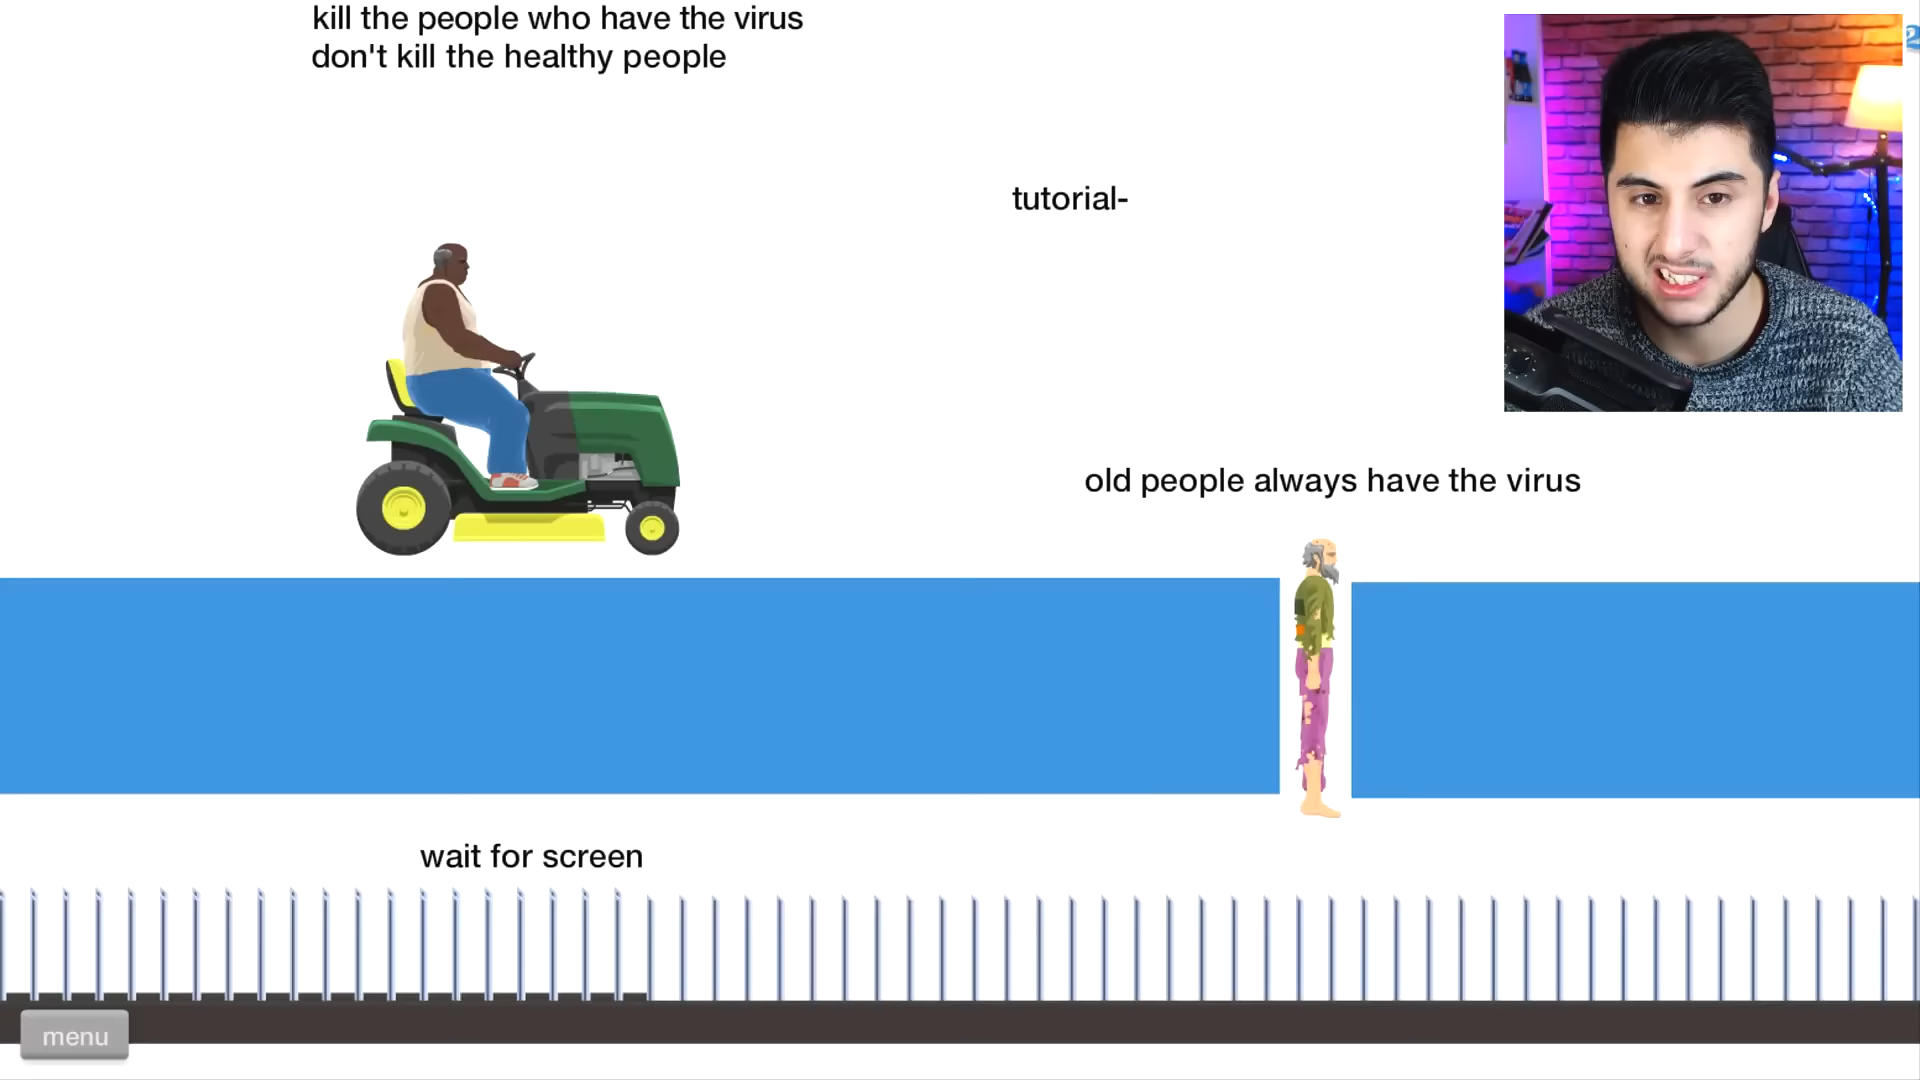 kill the people who have the virus
don't kill the healthy people
tutorial-
old people always have the virus
wait for screen
menu